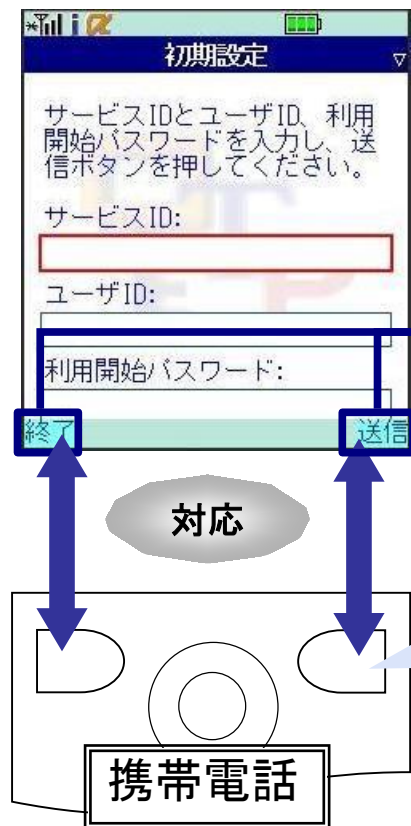 初期設定
サービスIDとユーザID、利用
開始パスワードを入力し、送
信ボタンを押してください。
サービスID:
ユーザID:
利用開始パスワード:
終了
送信
対応
携帯電話